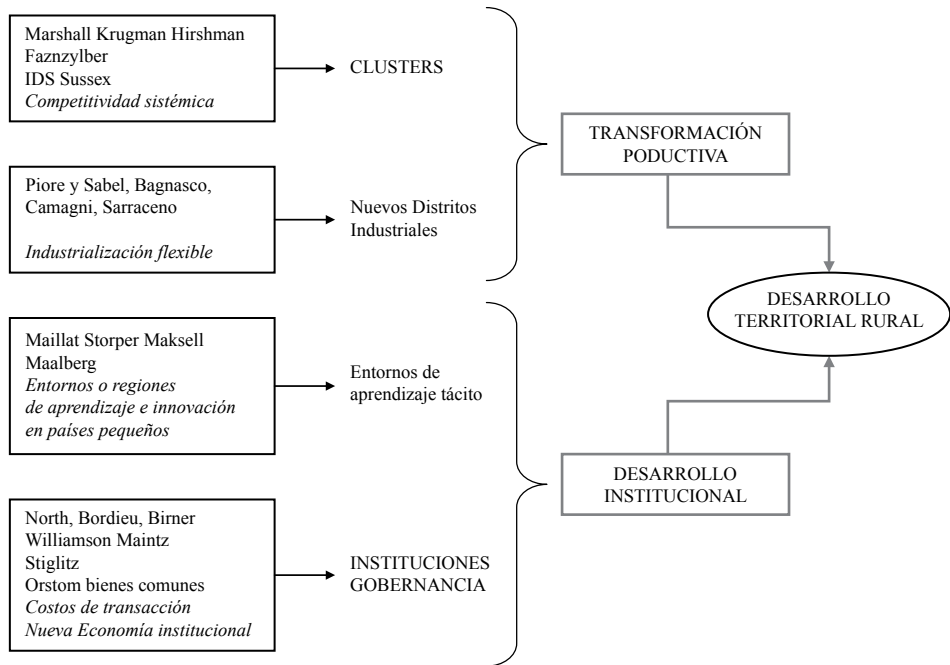 Marshall Krugman Hirshman
Faznzylber
IDS Sussex
Competitividad sistémica
CLUSTERS
Piore y Sabel, Bagnasco,
Camagni, Sarraceno
Industrialización flexible
Nuevos Distritos
Industriales
TRANSFORMACIÓN
PODUCTIVA
Maillat Storper Maksell
Maalberg
Entornos o regiones
de aprendizaje e innovación
en países pequeños
Entornos de
aprendizaje tácito
North, Bordieu, Birner
Williamson Maintz
Stiglitz
Orstom bienes comunes
Costos de transacción
Nueva Economía institucional
INSTITUCIONES
GOBERNANCIA
DESARROLLO
INSTITUCIONAL
DESARROLLO
TERRITORIAL RURAL